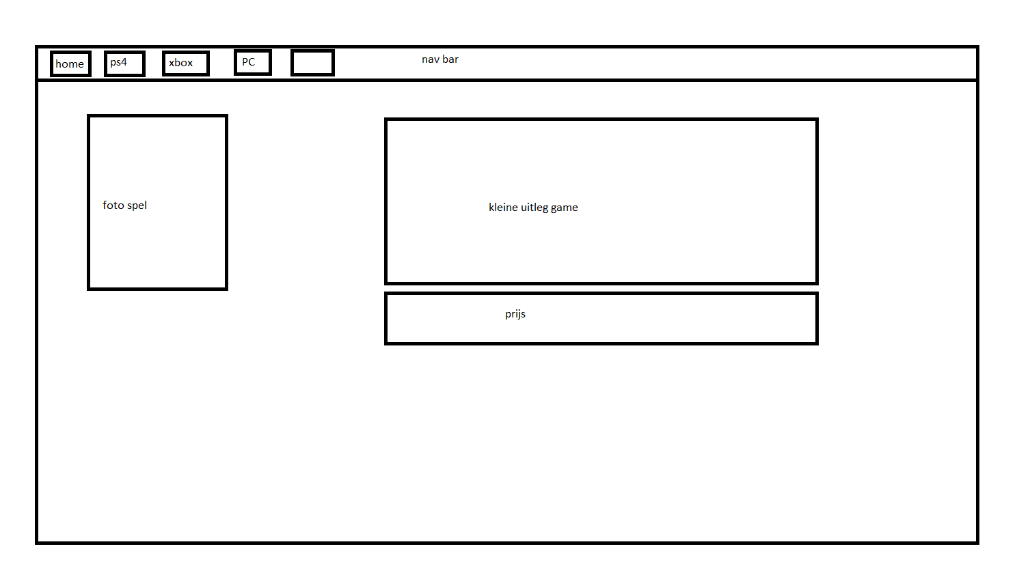 home
ps4
xbox
PC
nav bar
foto spel
kleine uitleg game
prijs